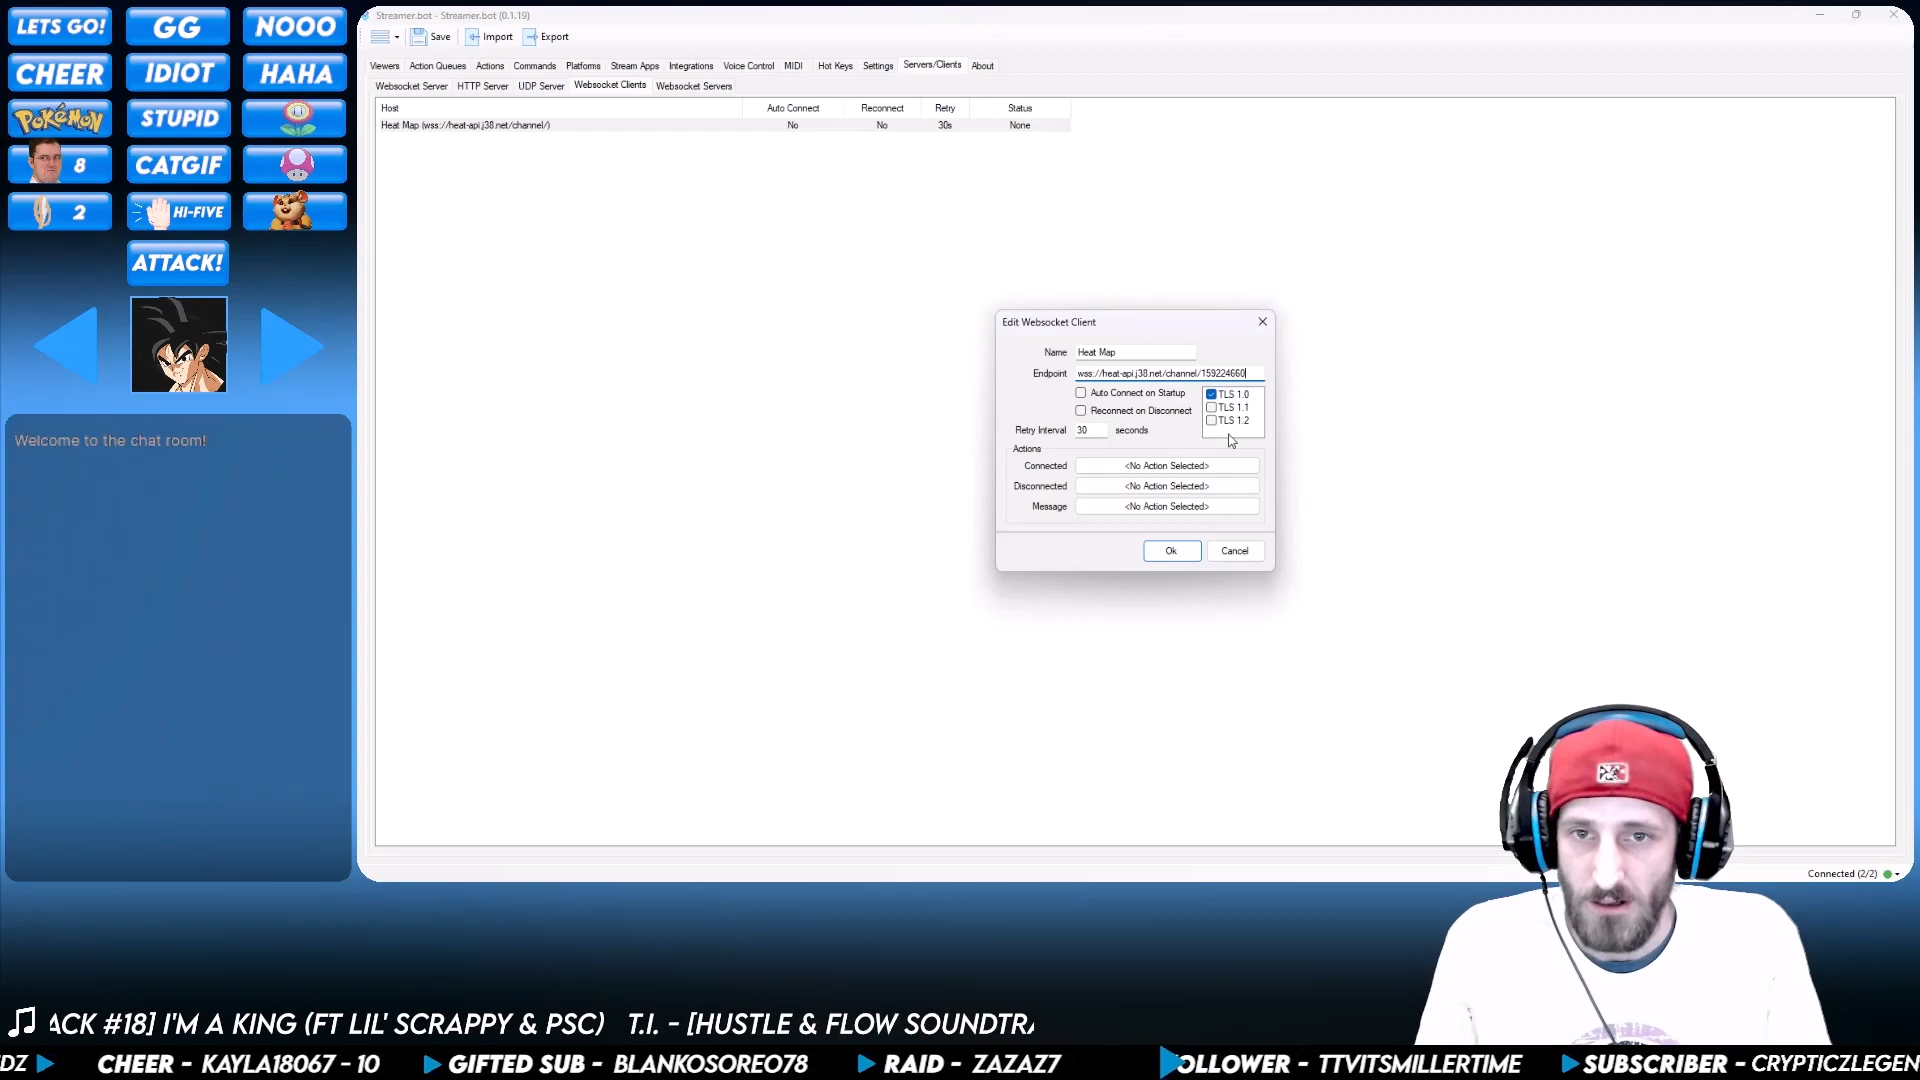 LETS GO!
GG
NOOO
CHEER
IDIOT
HAHA
POKéMON
STUPID
8
CATGIF
2
HI-FIVE
ATTACK!
Welcome to the chat room!
Streamer.bot - Streamer.bot (0.1.19)
Save
Import
Export
Viewers Action Queues Actions Commands Platforms Stream Apps Integrations Voice Control MIDI Hot Keys Settings Servers/Clients About
Websocket Server HTTP Server UDP Server Websocket Clients Websocket Servers
Host Auto Connect Reconnect Retry Status
Heat Map (wss://heat-api.j38.net/channel/) No No 30s None
Edit Websocket Client
Name Heat Map
Endpoint wss://heat-api.j38.net/channel/159224660
Auto Connect on Startup
TLS 1.0
Reconnect on Disconnect
TLS 1.1
TLS 1.2
Retry Interval 30 seconds
Actions
Connected <No Action Selected>
Disconnected <No Action Selected>
Message <No Action Selected>
Ok Cancel
Connected (2/2)
ACK #18] I'M A KING (FT LIL' SCRAPPY & PSC) T.I. - [HUSTLE & FLOW SOUNDTRA
DZ CHEER - KAYLA18067 - 10 GIFTED SUB - BLANKOSOREO78 RAID - ZAZAZ7 OLLOWER - TTVITSMILLERTIME SUBSCRIBER - CRYPTICZLEGEN